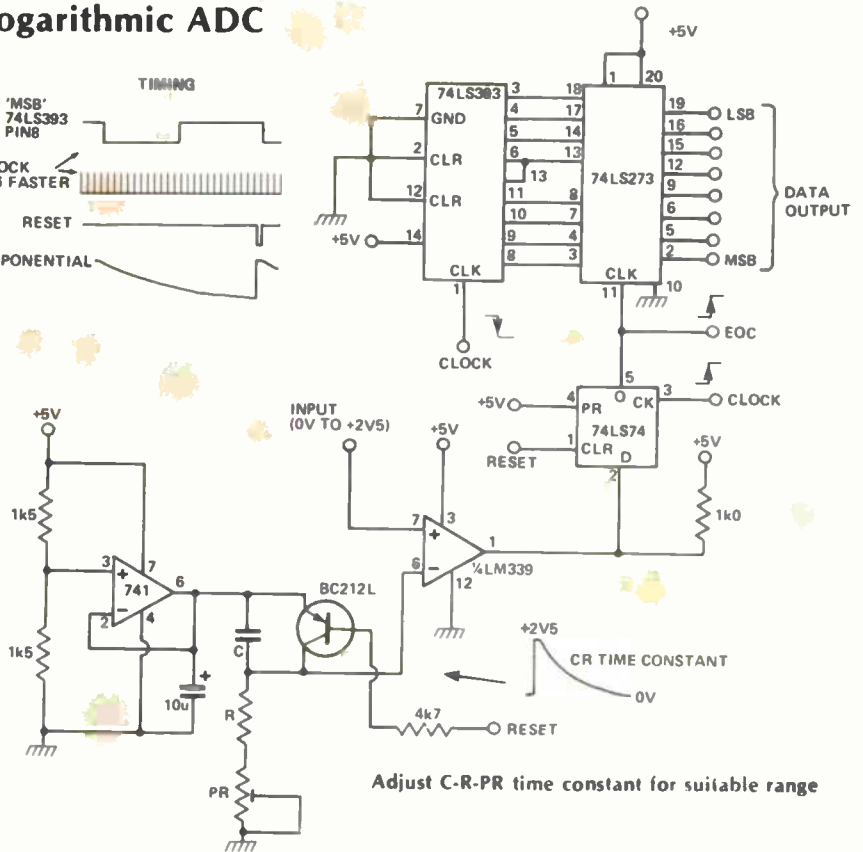 ogarithmic ADC
TIMING
'MSB'
74LS393
PIN8
OCK
FASTER
RESET
PONENTIAL
+5V
74LS393
7
GND
2
CLR
12
CLR
+5V
14
CLK
1
CLOCK
3
4
5
6
13
11
10
9
8
18
17
14
13
8
7
4
3
1
20
74LS273
CLK
11
10
19
16
15
12
9
6
5
2
LSB
MSB
DATA
OUTPUT
EOC
5
+5V
4
PR
Q
CK
3
CLOCK
74LS74
RESET
1
CLR
D
2
+5V
1k0
INPUT
(0V TO +2V5)
+5V
7
+
3
6
−
1
¼LM339
12
+5V
1k5
1k5
3
+
7
741
6
−
2
4
+
10u
C
BC212L
R
PR
4k7
RESET
+2V5
CR TIME CONSTANT
0V
Adjust C-R-PR time constant for suitable range